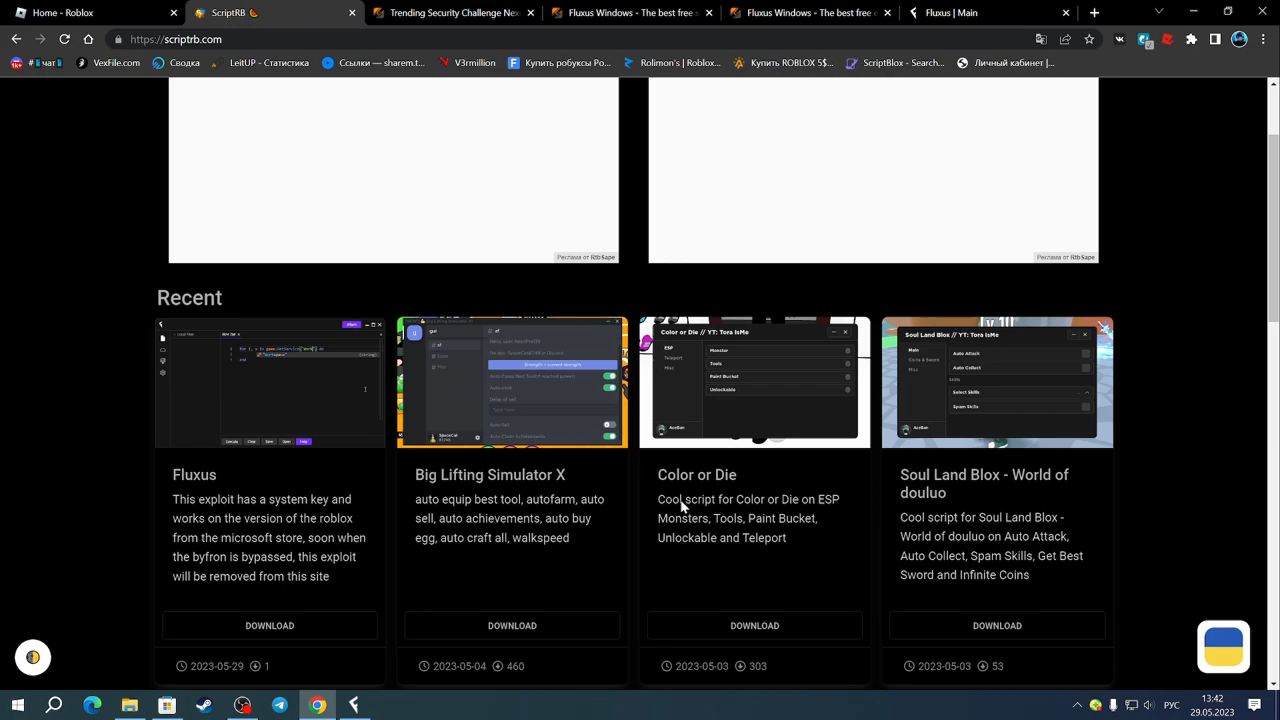 Home - Roblox
ScriptRB
Trending Security Challenge Nex
Fluxus Windows - The best free s
Fluxus Windows - The best free e
Fluxus | Main
https://scriptrb.com
VexFile.com
Сводка
LeitUP - Статистика
Ссылки — sharem.t...
V3rmillion
Купить робуксы Ро...
Rolimon's | Roblox...
Купить ROBLOX 5$...
ScriptBlox - Search...
Личный кабинет |...
Реклама от RtbSape
Реклама от RtbSape
Recent
Color or Die // YT: Tora IsMe
ESP
Teleport
Misc
Monster
Tools
Paint Bucket
Unlockable
Soul Land Blox // YT: Tora IsMe
Main
Misc
Auto Attack
Auto Collect
Select Skills
Spam Skills
Fluxus
This exploit has a system key and
works on the version of the roblox
from the microsoft store, soon when
the byfron is bypassed, this exploit
will be removed from this site
DOWNLOAD
2023-05-29 1
Big Lifting Simulator X
auto equip best tool, autofarm, auto
sell, auto achievements, auto buy
egg, auto craft all, walkspeed
DOWNLOAD
2023-05-04 460
Color or Die
Cool script for Color or Die on ESP
Monsters, Tools, Paint Bucket,
Unlockable and Teleport
DOWNLOAD
2023-05-03 303
Soul Land Blox - World of
douluo
Cool script for Soul Land Blox -
World of douluo on Auto Attack,
Auto Collect, Spam Skills, Get Best
Sword and Infinite Coins
DOWNLOAD
2023-05-03 53
РУС
13:42
29.05.2023